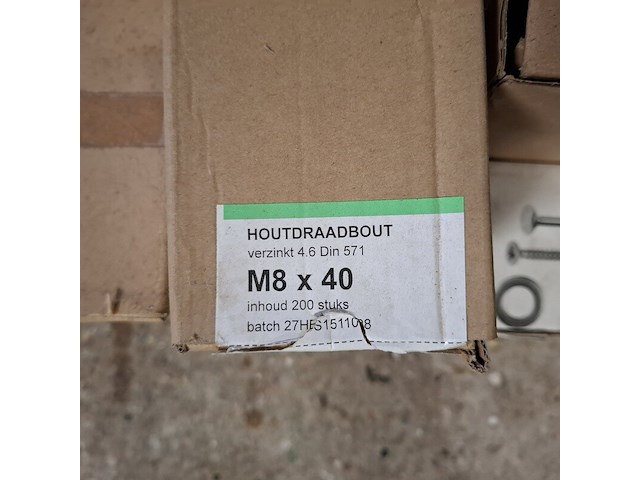 HOUTDRAADBOUT
verzinkt 4.6 Din 571
M8 x 40
inhoud 200 stuks
batch